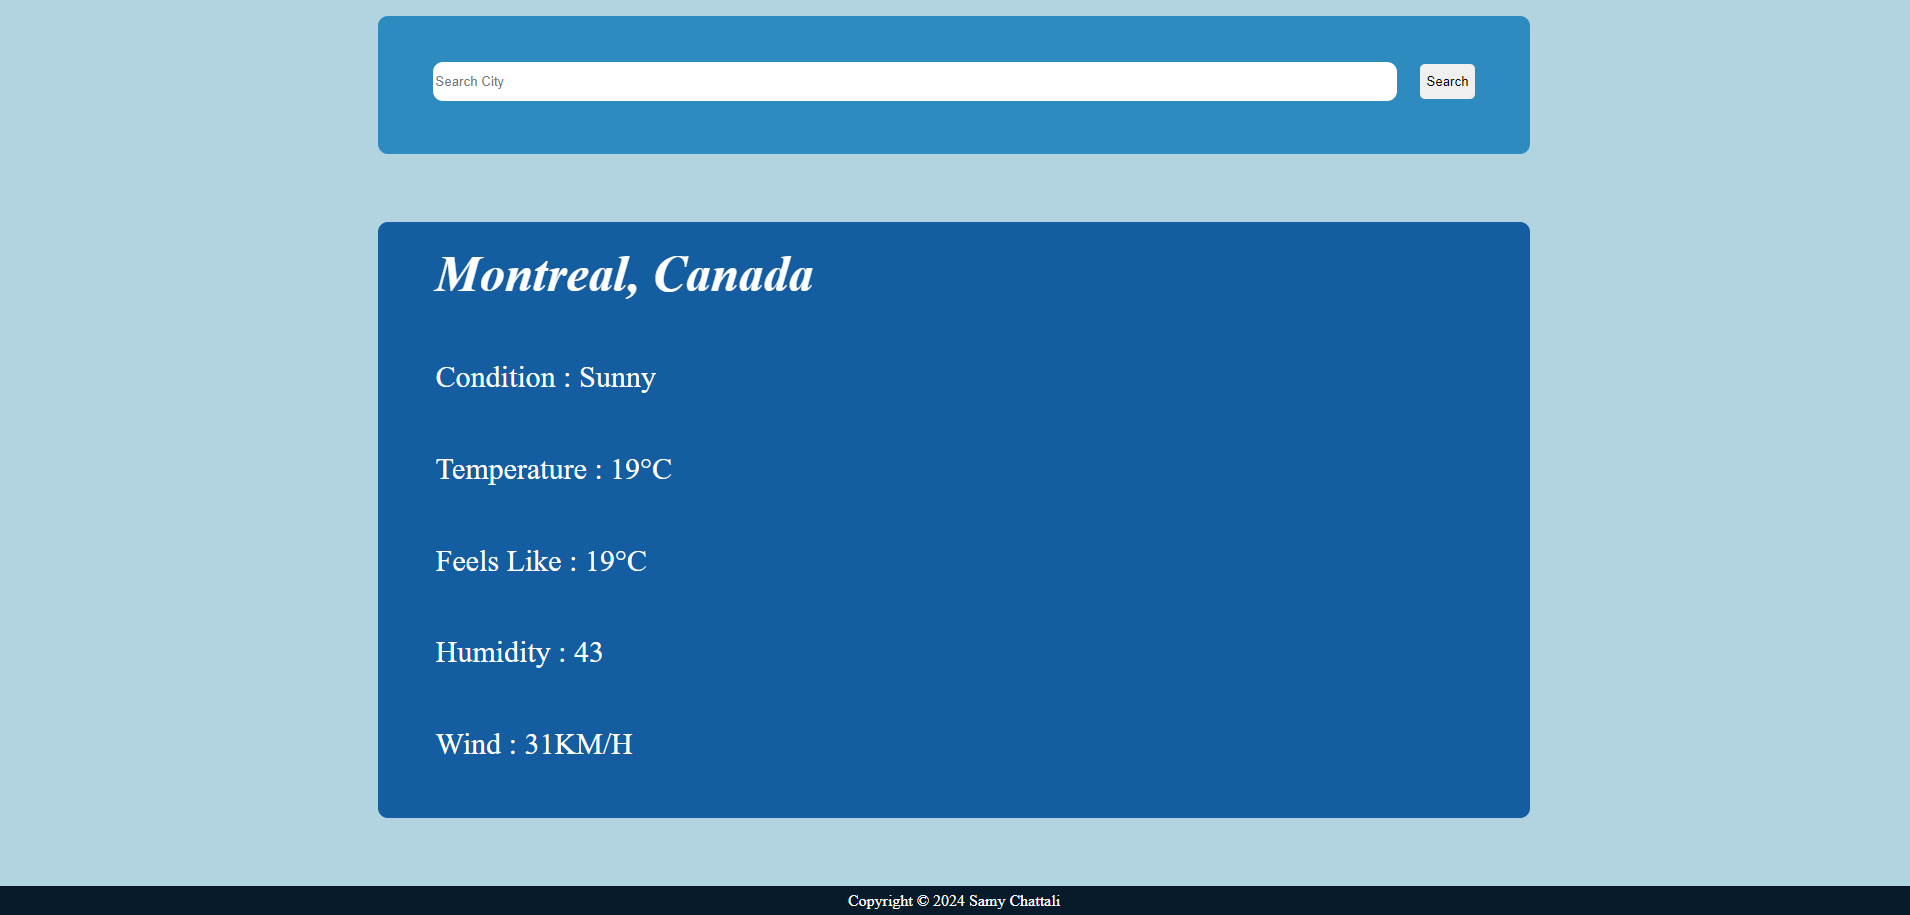 Search City
Search
Montreal, Canada
Condition : Sunny
Temperature : 19°C
Feels Like : 19°C
Humidity : 43
Wind : 31KM/H
Copyright © 2024 Samy Chattali